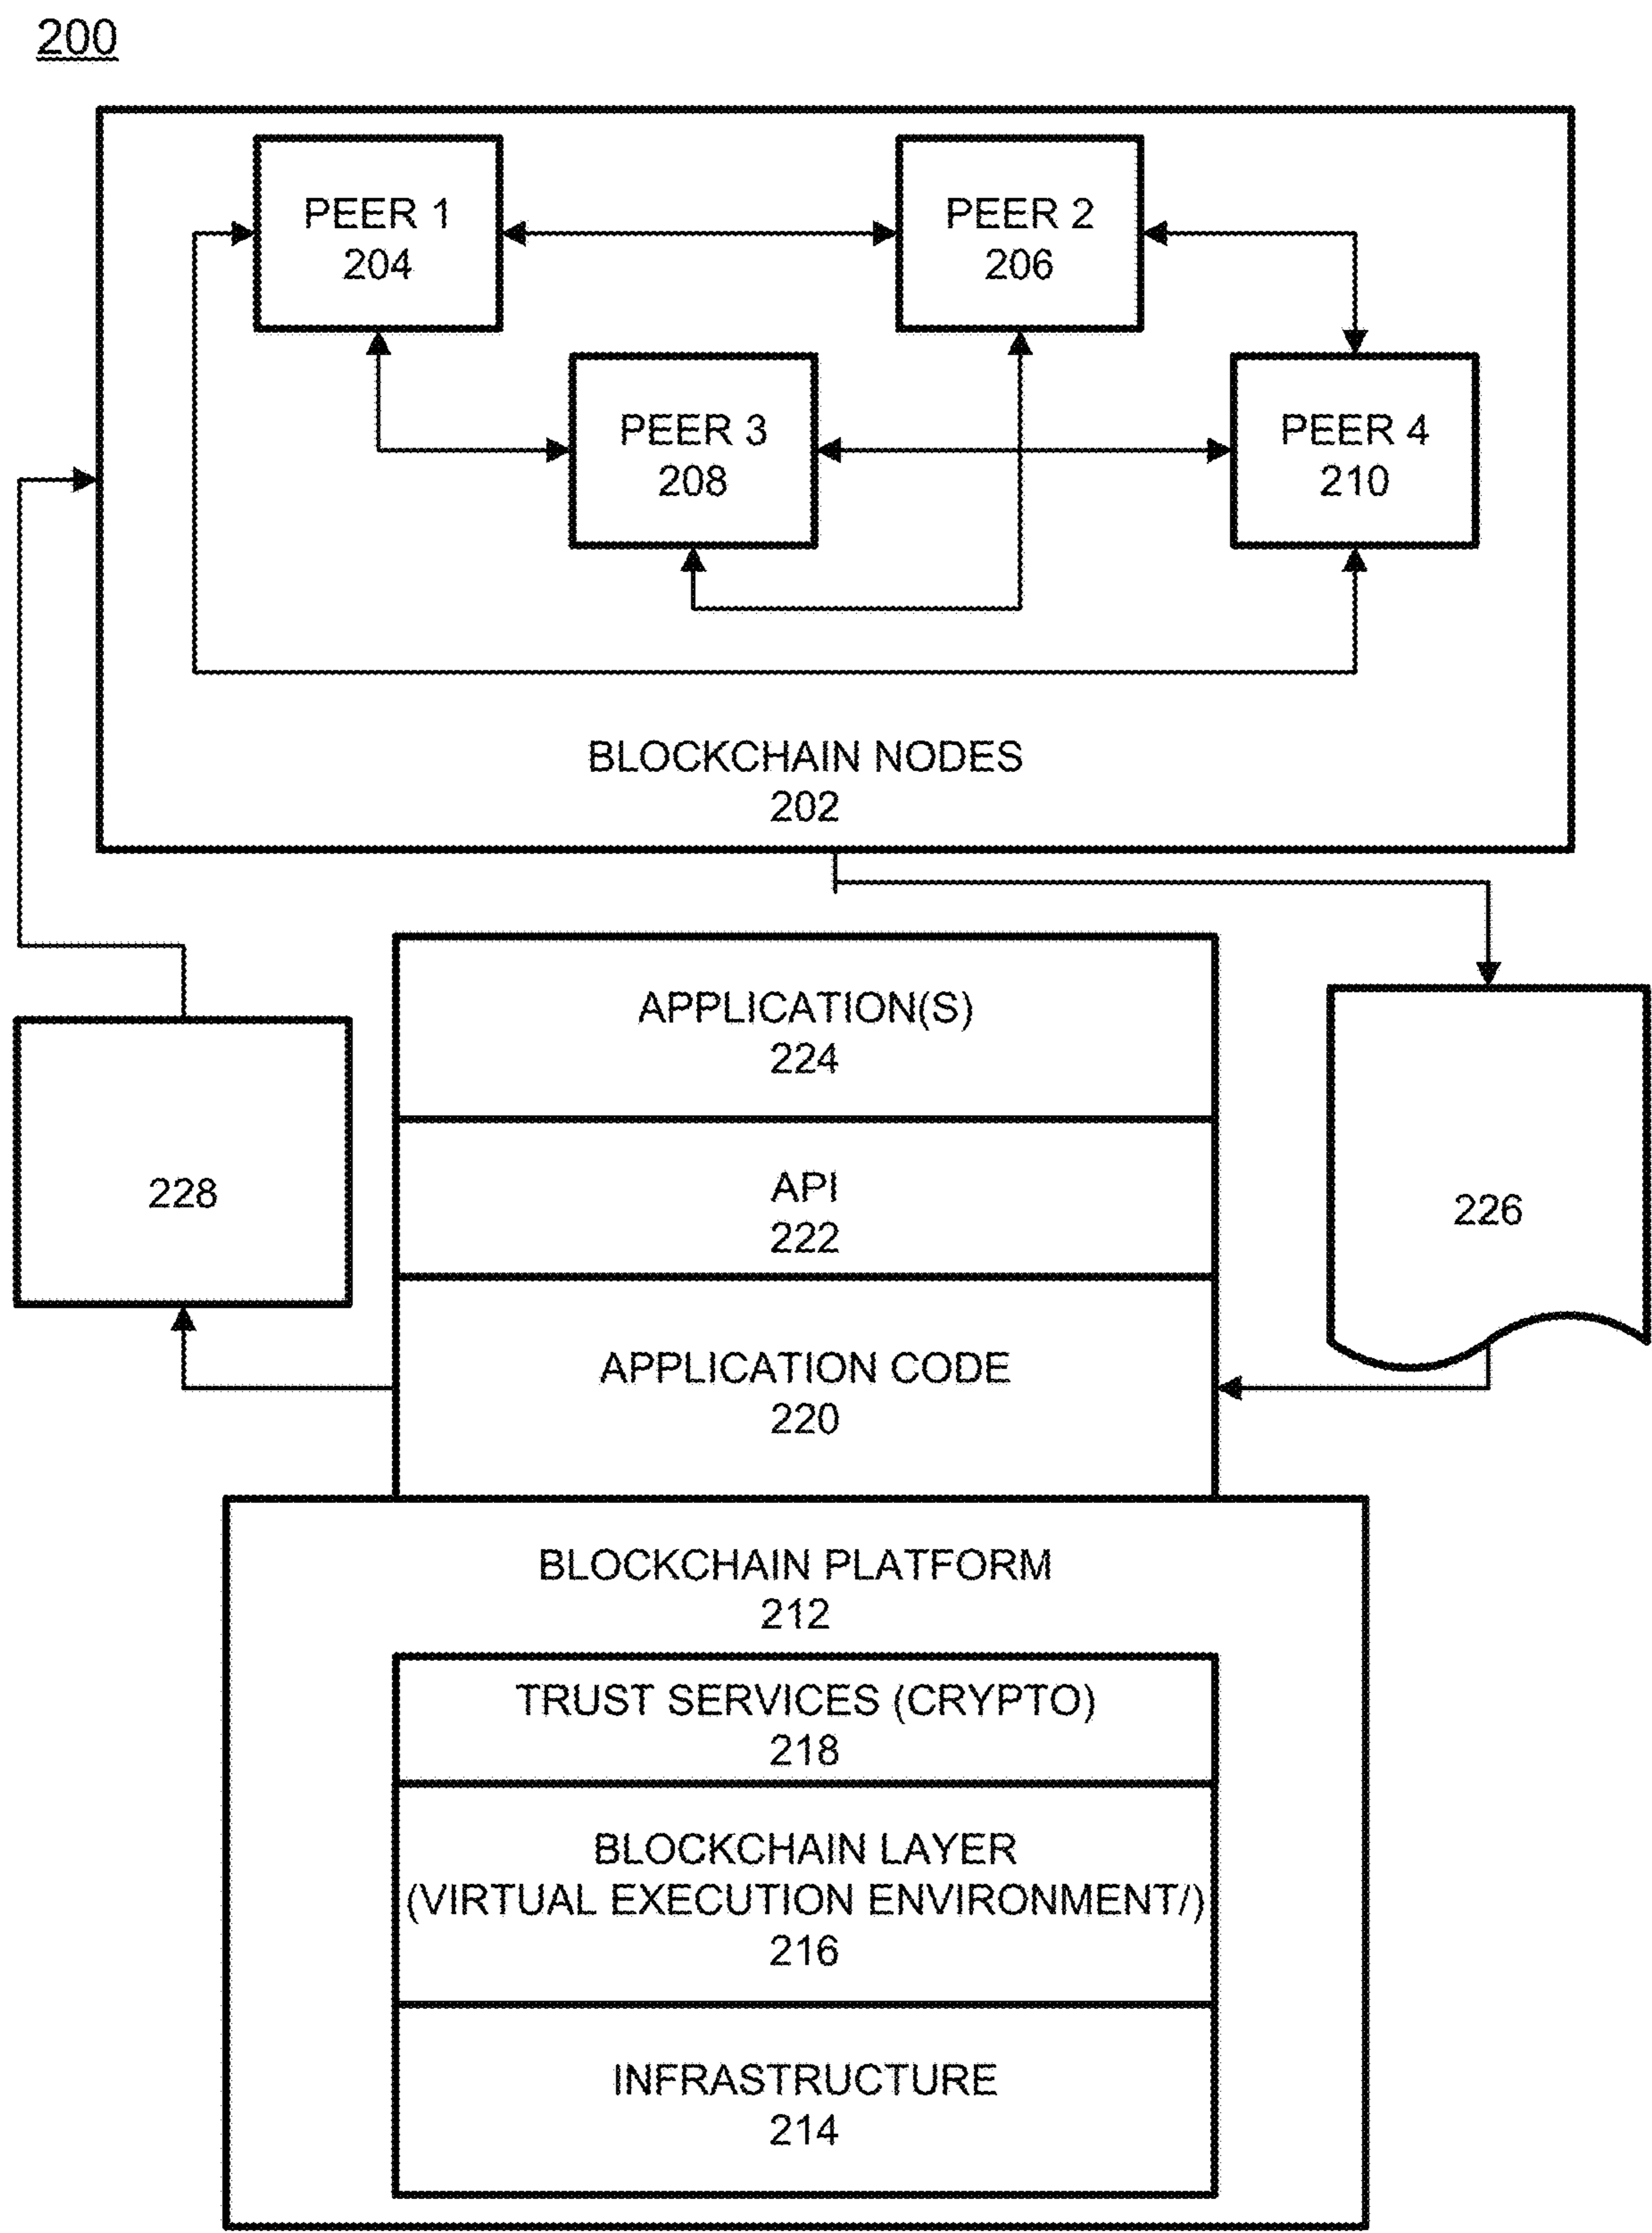 200
PEER 1
204
PEER 2
206
PEER 3
208
PEER 4
210
BLOCKCHAIN NODES
202
APPLICATION(S)
224
API
222
228
226
APPLICATION CODE
220
BLOCKCHAIN PLATFORM
212
TRUST SERVICES (CRYPTO)
218
BLOCKCHAIN LAYER
(VIRTUAL EXECUTION ENVIRONMENT/)
216
INFRASTRUCTURE
214